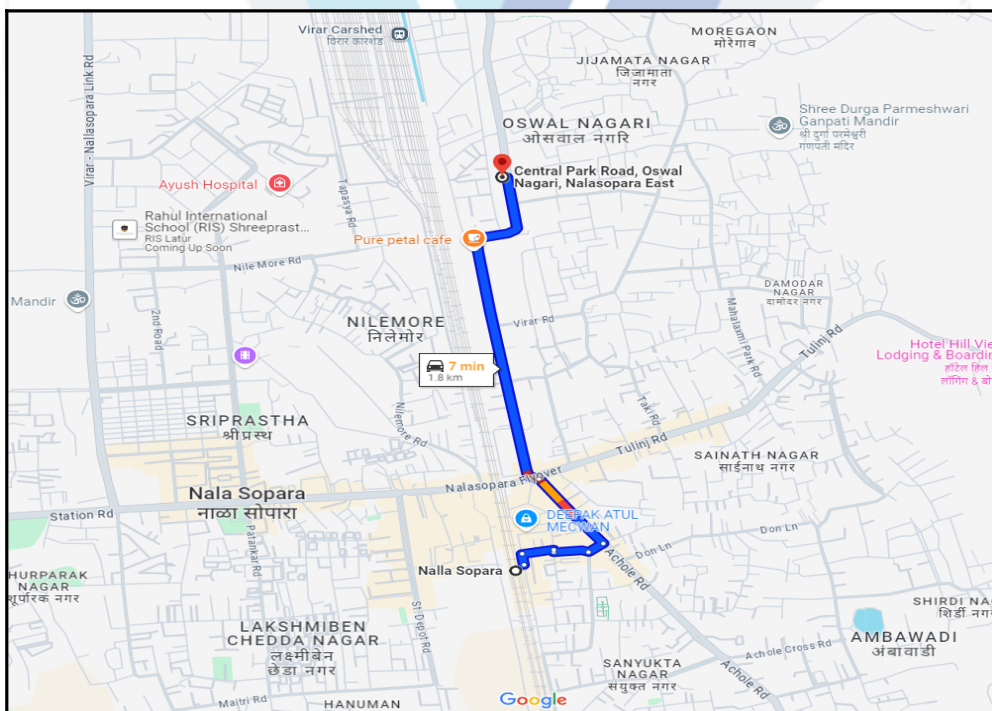 Virar Carshed
विरार कारशेड
MOREGAON
मोरेगाव
JIJAMATA NAGAR
जिजामाता
नगर
Virar - Nallasopara Link Rd
OSWAL NAGARI
ओसवाल नगरि
Shree Durga Parmeshwari
Ganpati Mandir
श्री दुर्गा परमेश्वरी
गणपती मंदिर
Central Park Road, Oswal
Nagari, Nalasopara East
Ayush Hospital
Tapasya Rd
Rahul International
School (RIS) Shreeprast...
RIS Latur
Coming Up Soon
Pure petal cafe
Nile More Rd
Mandir
2nd Road
DAMODAR
NAGAR
दामोदर नगर
NILEMORE
निलेमोर
Virar Rd
Mahalaxmi Park Rd
Tulinj Rd
Hotel Hill Vie
Lodging & Boardin
हॉटेल हिल
लॉगिंग & बो
7 min
1.8 km
Nilemore Rd
Taki Rd
SRIPRASTHA
श्रीप्रस्थ
Tulinj Rd
SAINATH NAGAR
साईनाथ नगर
Nalasopara Flyover
Nala Sopara
नाळा सोपारा
Station Rd
DEEPAK ATUL
MECWAN
Patankar Rd
Don Ln
Don Ln
Nalla Sopara
Achole Rd
HURPARAK
NAGAR
शूर्पारक नगर
St. Depot Rd
SHIRDI NAG
शिर्डी नग
LAKSHMIBEN
CHEDDA NAGAR
लक्ष्मीबेन
छेडा नगर
AMBAWADI
अंबावाडी
Achole Cross Rd
SANYUKTA
NAGAR
संयुक्त नगर
Achole Rd
Maitri Rd
HANUMAN
Google